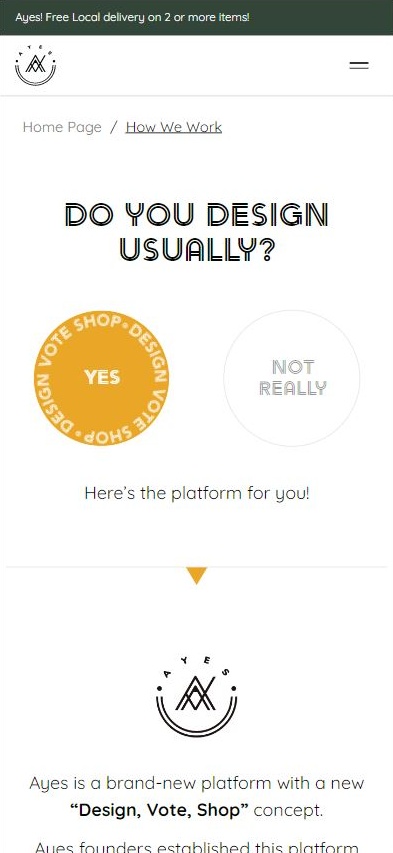 Ayes! Free Local delivery on 2 or more items!
AYES
Home Page / How We Work
DO YOU DESIGN
USUALLY?
DESIGN VOTE SHOP • DESIGN VOTE SHOP •
YES
NOT
REALLY
Here's the platform for you!
AYES
Ayes is a brand-new platform with a new
“Design, Vote, Shop” concept.
Ayes founders established this platform